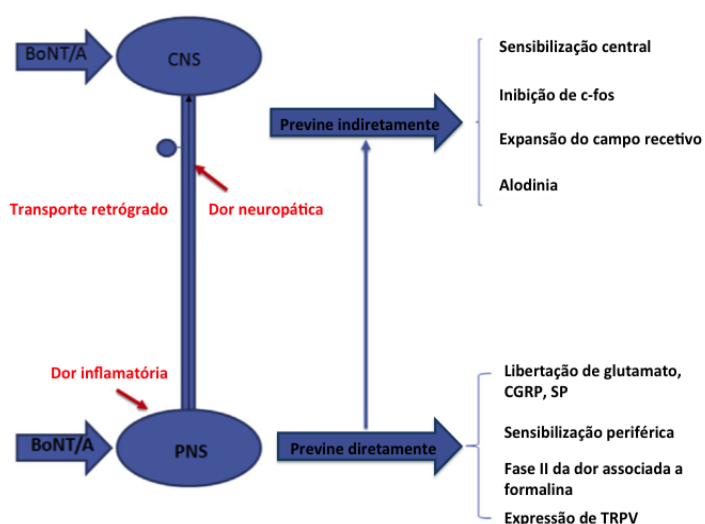 BoNT/A
CNS
Sensibilização central
Inibição de c-fos
Previne indiretamente
Expansão do campo recetivo
Alodinia
Transporte retrógrado
Dor neuropática
Dor inflamatória
Libertação de glutamato,
CGRP, SP
BoNT/A
PNS
Previne diretamente
Sensibilização periférica
Fase II da dor associada a
formalina
Expressão de TRPV